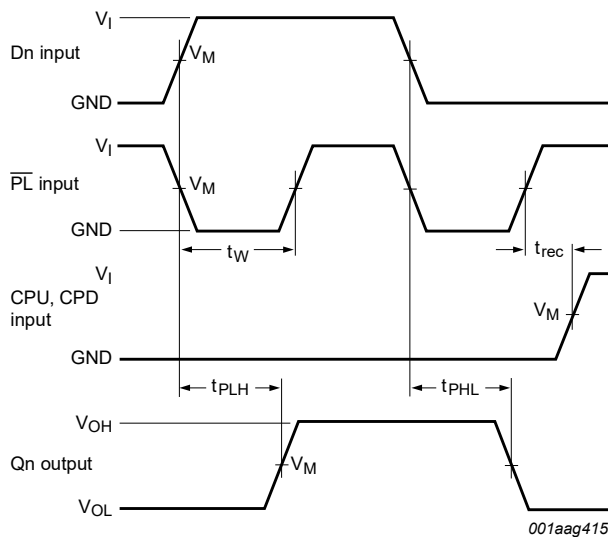 V_I
Dn input
V_M
GND
V_I
P̅L̅ input
V_M
GND
t_W
t_rec
V_I
CPU, CPD
input
V_M
GND
t_PLH
t_PHL
V_OH
Qn output
V_M
V_OL
001aag415